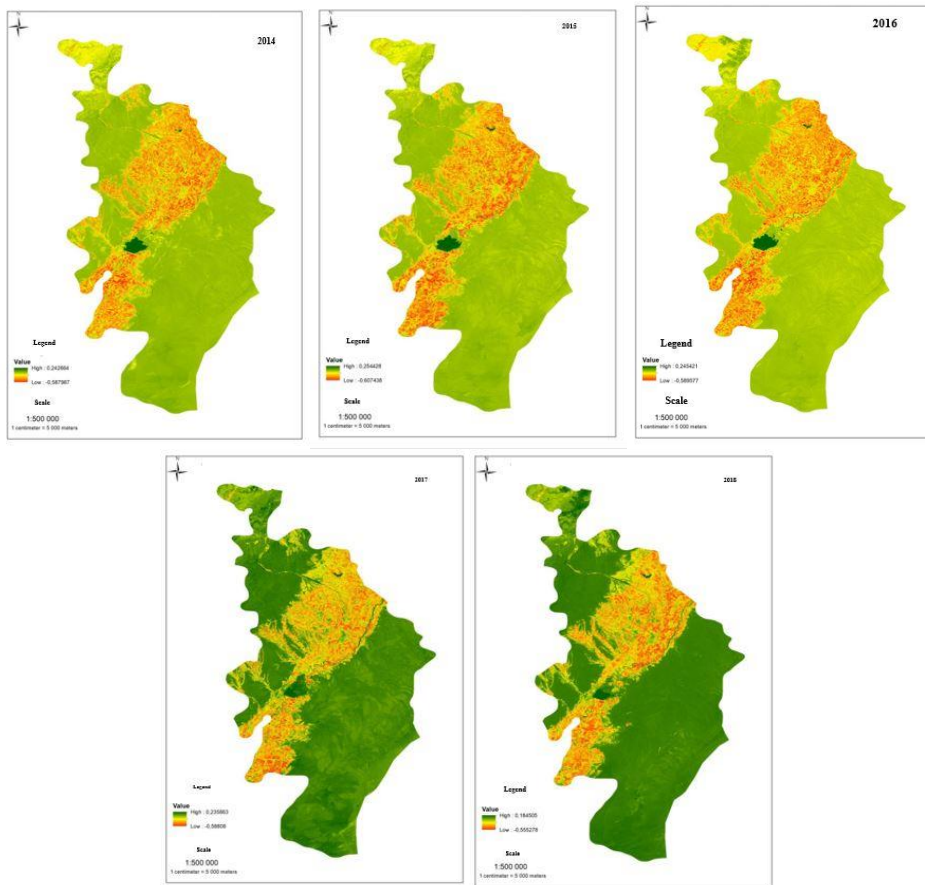 N
2014
Legend
Value
High : 0,242664
Low : -0,587987
Scale
1:500 000
1 centimeter = 5 000 meters
N
2015
Legend
Value
High : 0,254428
Low : -0,607438
Scale
1:500 000
1 centimeter = 5 000 meters
N
2016
Legend
Value
High : 0,245421
Low : -0,589577
Scale
1:500 000
1 centimeter = 5 000 meters
N
2017
Legend
Value
High : 0,235963
Low :
Scale
1:500 000
1 centimeter = 5 000 meters
N
2018
Legend
Value
High : 0,184505
Low : -0,555278
Scale
1:500 000
1 centimeter = 5 000 meters